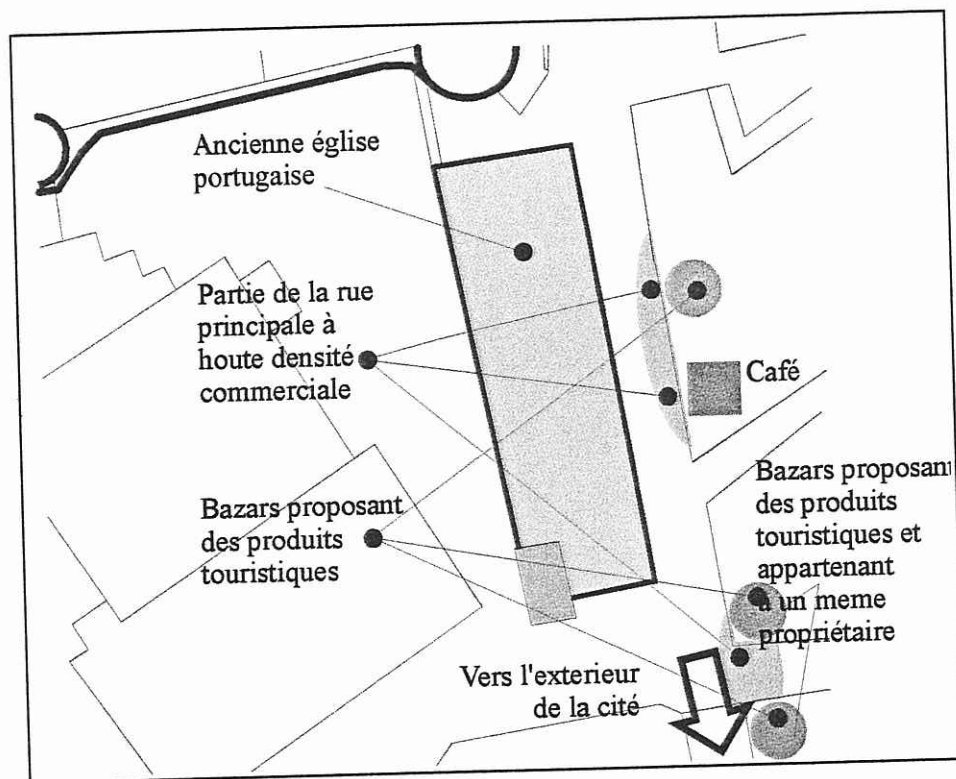 Ancienne église
portugaise
Partie de la rue
principale à
houte densité
commerciale
Café
Bazars proposant
des produits
touristiques
Bazars proposan
des produits
touristiques et
appartenant
à un meme
propriétaire
Vers l'exterieur
de la cité